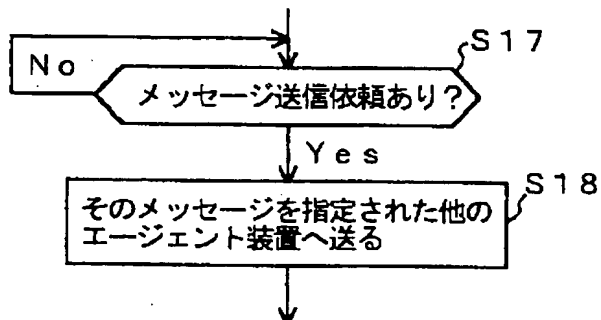 S17
No
メッセージ送信依頼あり?
Yes
S18
そのメッセージを指定された他の
エージェント装置へ送る